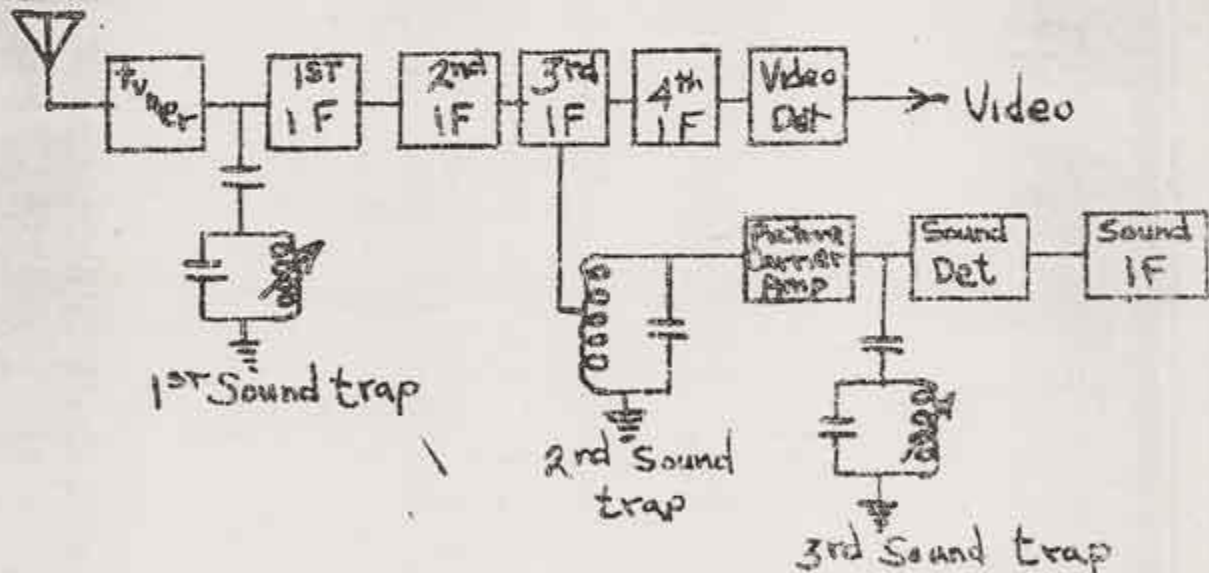 tuner
1ST
IF
2nd
IF
3rd
IF
4th
IF
Video
Det
Video
Picture
Carrier
Amp
Sound
Det
Sound
IF
1ST Sound trap
2rd Sound
trap
3rd Sound trap